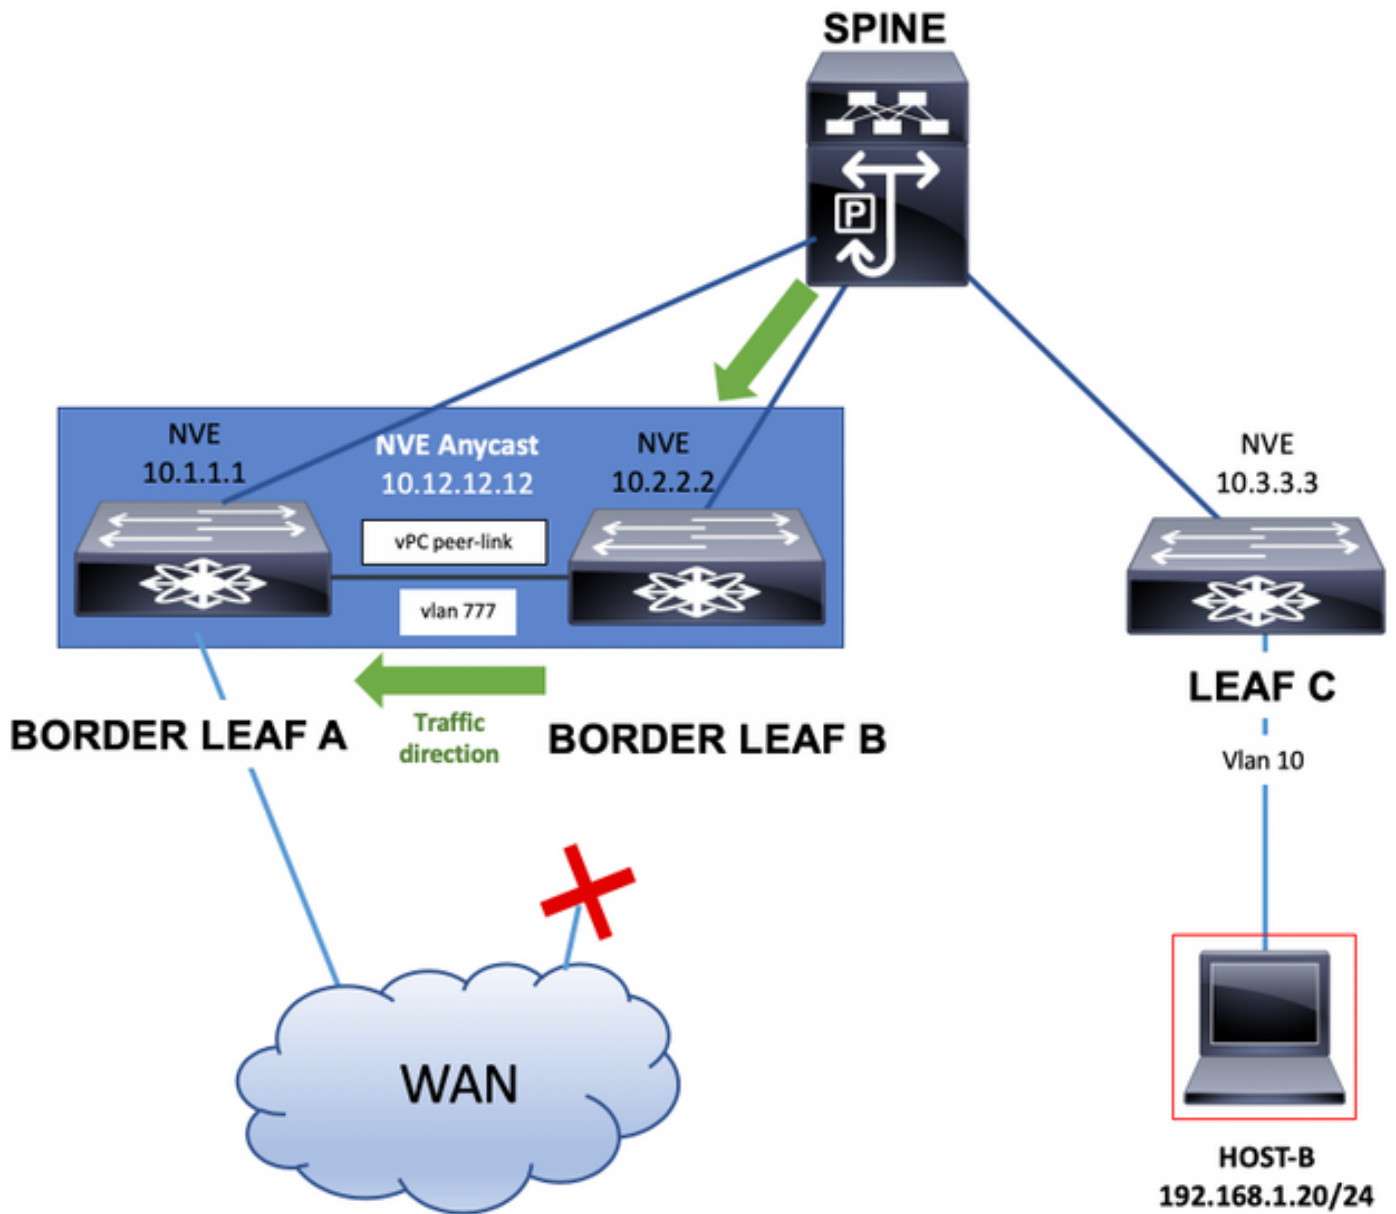 SPINE
P
NVE
10.1.1.1
NVE Anycast
10.12.12.12
NVE
10.2.2.2
NVE
10.3.3.3
vPC peer-link
vlan 777
BORDER LEAF A
Traffic
direction
BORDER LEAF B
LEAF C
Vlan 10
WAN
HOST-B
192.168.1.20/24